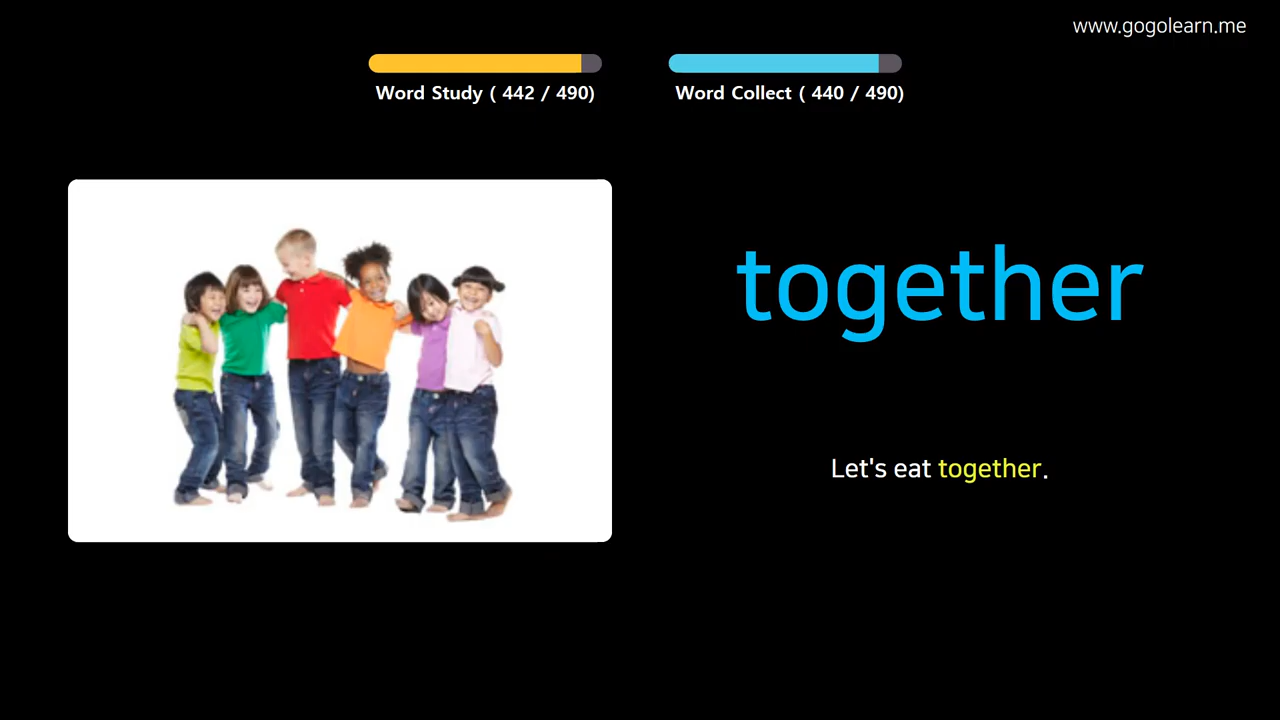 www.gogolearn.me
Word Study ( 442 / 490)
Word Collect ( 440 / 490)
together
Let's eat together.